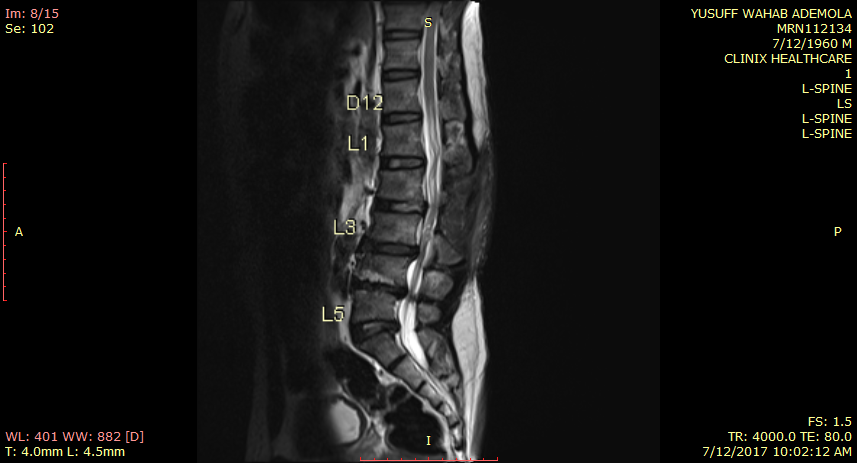 Im: 8/15
Se: 102
YUSUFF WAHAB ADEMOLA
MRN112134
7/12/1960 M
CLINIX HEALTHCARE
1
L-SPINE
LS
L-SPINE
L-SPINE
S
D12
L1
L3
A
P
L5
WL: 401 WW: 882 [D]
T: 4.0mm L: 4.5mm
I
FS: 1.5
TR: 4000.0 TE: 80.0
7/12/2017 10:02:12 AM